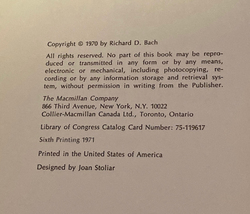 Copyright © 1970 by Richard D. Bach
All rights reserved. No part of this book may be repro-
duced or transmitted in any form or by any means,
electronic or mechanical, including photocopying, re-
cording or by any information storage and retrieval sys-
tem, without permission in writing from the Publisher.
The Macmillan Company
866 Third Avenue, New York, N.Y. 10022
Collier-Macmillan Canada Ltd., Toronto, Ontario
Library of Congress Catalog Card Number: 75-119617
Sixth Printing 1971
Printed in the United States of America
Designed by Joan Stoliar